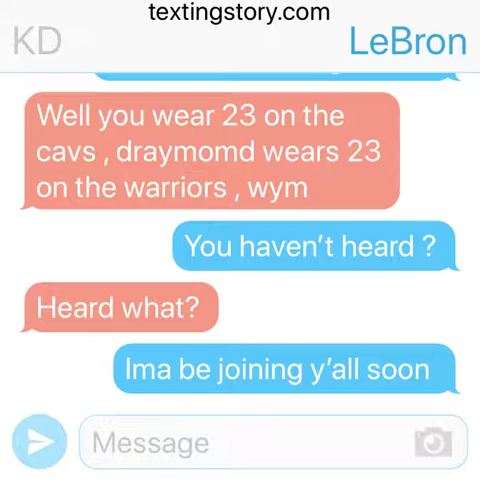 textingstory.com
KD
LeBron
Well you wear 23 on the
cavs , draymomd wears 23
on the warriors , wym
You haven't heard ?
Heard what?
Ima be joining y'all soon
Message